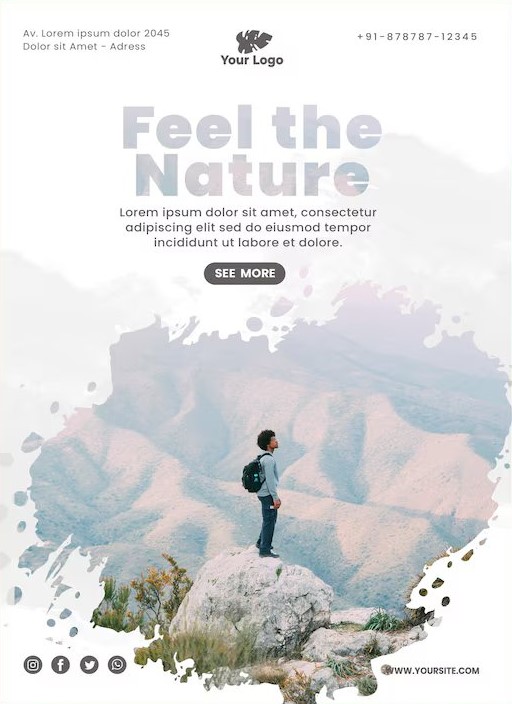 Av. Lorem ipsum dolor 2045
Dolor sit Amet - Adress
Your Logo
+91-878787-12345
Feel the
Nature
Lorem ipsum dolor sit amet, consectetur
adipiscing elit sed do eiusmod tempor
incididunt ut labore et dolore.
SEE MORE
WWW.YOURSITE.COM